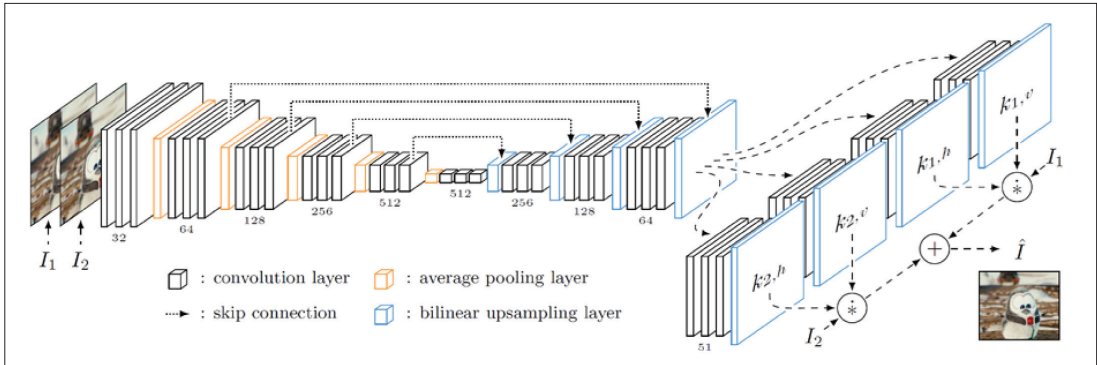 k1,v
k1,h
I1
k2,v
k2,h
I2
*
*
+
Î
I1 I2
32
64
128
256
512
512
256
128
64
51
: convolution layer
: average pooling layer
: skip connection
: bilinear upsampling layer